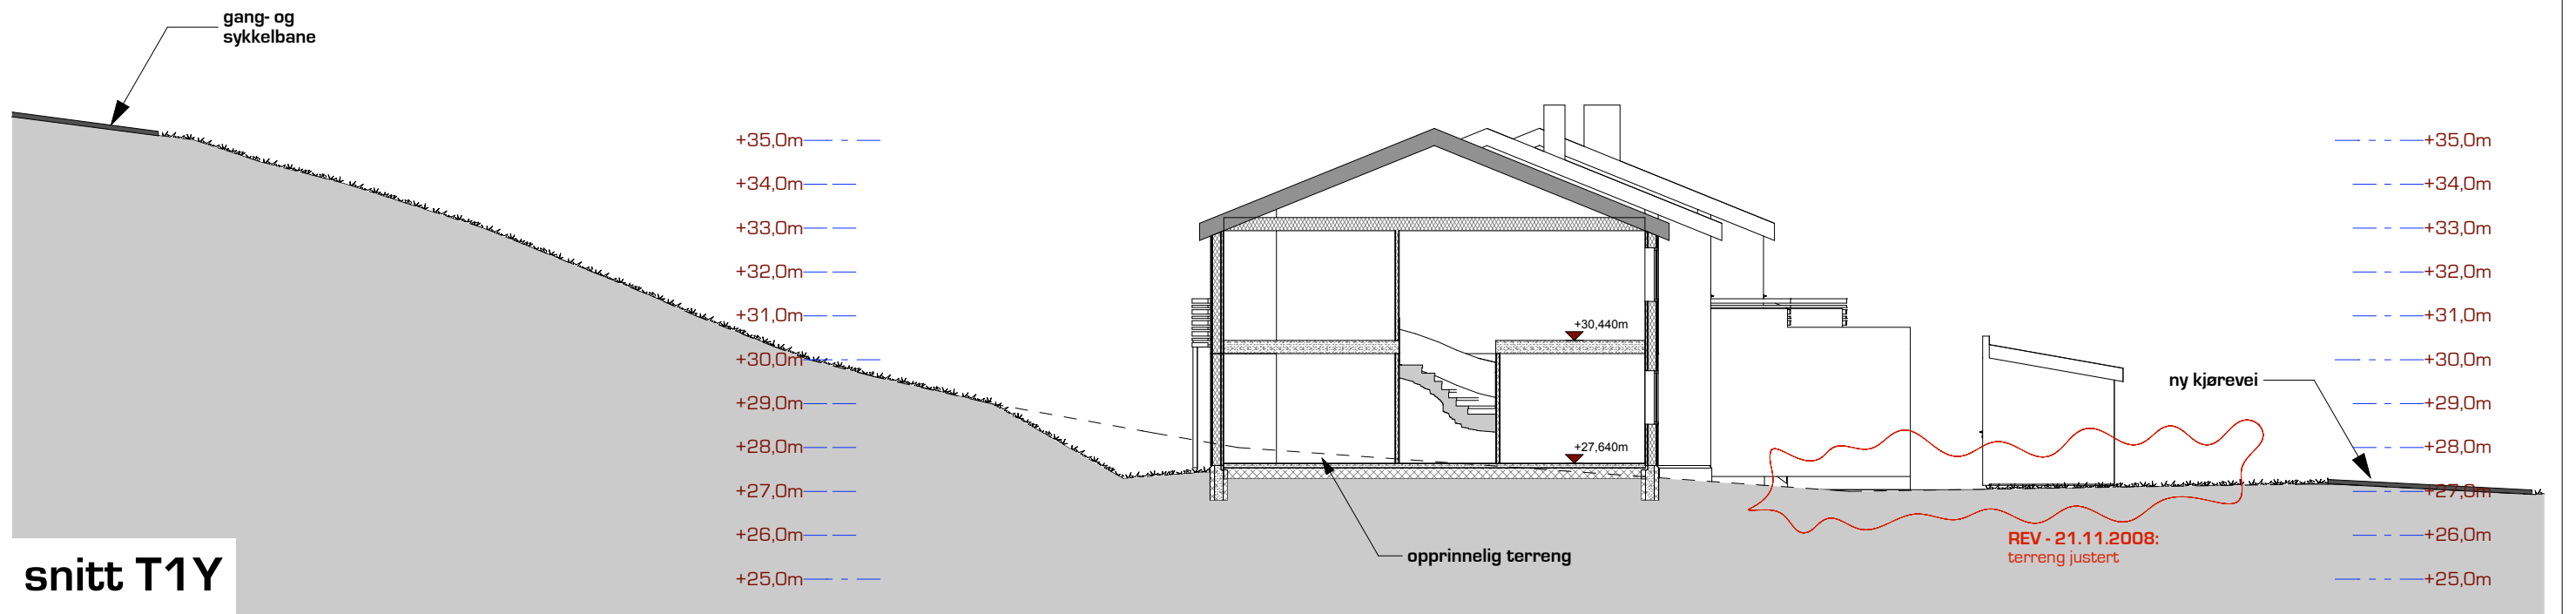 gang- og
sykkelbane
+35,0m
+34,0m
+33,0m
+32,0m
+31,0m
+30,0m
+29,0m
+28,0m
+27,0m
+26,0m
+25,0m
+30,440m
+27,640m
opprinnelig terreng
ny kjørevei
+35,0m
+34,0m
+33,0m
+32,0m
+31,0m
+30,0m
+29,0m
+28,0m
+27,0m
+26,0m
+25,0m
REV - 21.11.2008:
terreng justert
snitt T1Y